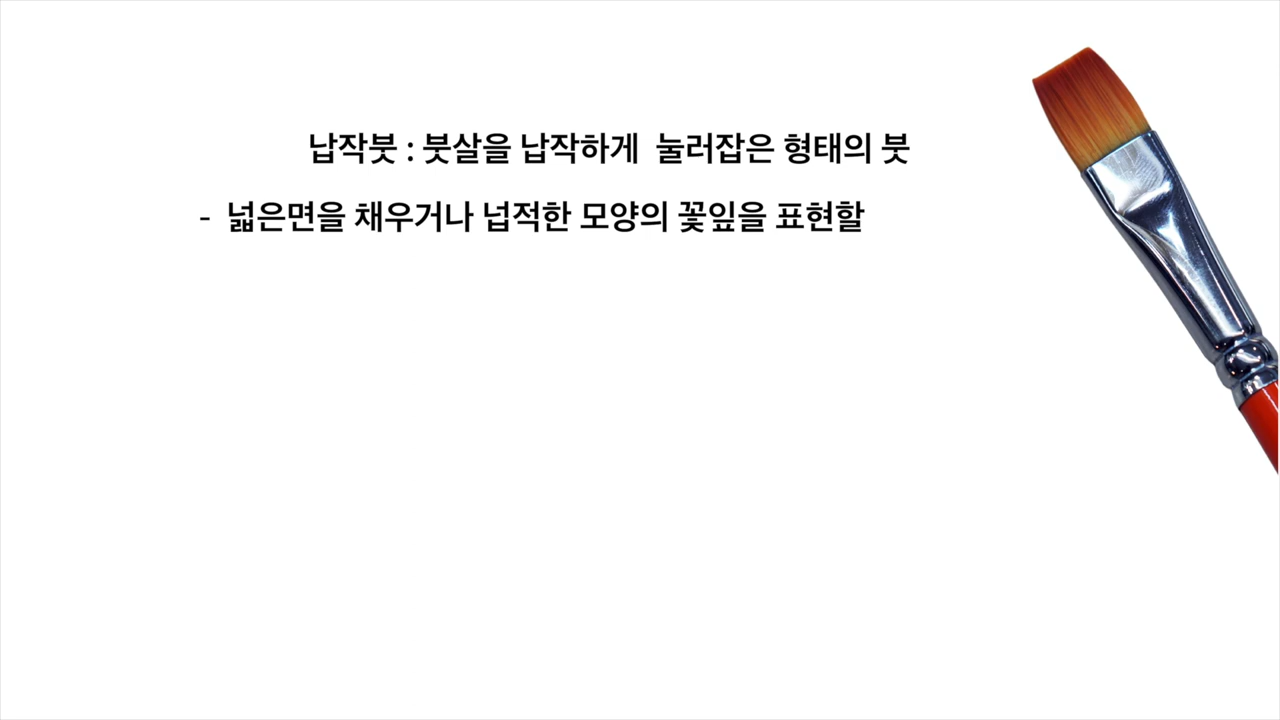 납작붓 : 붓살을 납작하게  눌러잡은 형태의 붓
-  넓은면을 채우거나 넙적한 모양의 꽃잎을 표현할